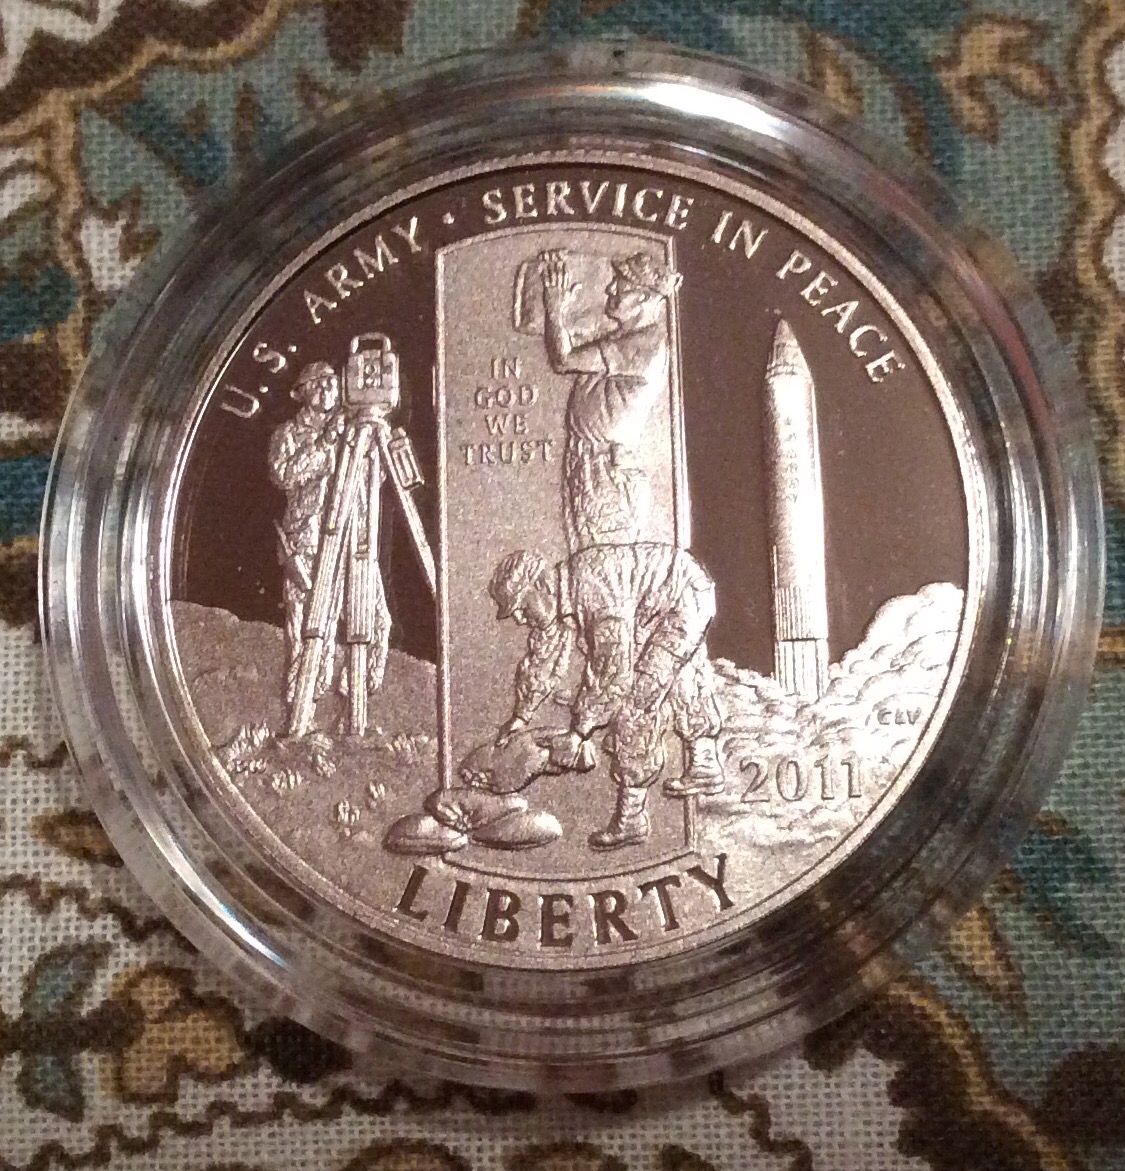 U.S. ARMY · SERVICE IN PEACE
IN
GOD
WE
TRUST
CLV
2011
LIBERTY